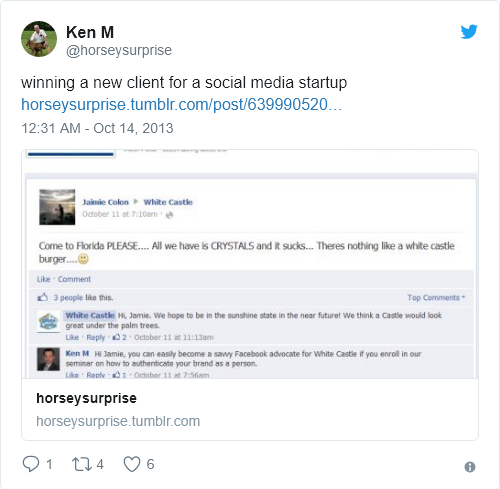 Ken M
@horseysurprise
winning a new client for a social media startup
horseysurprise.tumblr.com/post/639990520…
12:31 AM - Oct 14, 2013
Jaimie Colon ▸ White Castle
October 11 at 7:10am ·
Come to Florida PLEASE.... All we have is CRYSTALS and it sucks... Theres nothing like a white castle
burger....
Like · Comment
3 people like this.
Top Comments
White Castle Hi, Jamie. We hope to be in the sunshine state in the near future! We think a Castle would look
great under the palm trees.
Like · Reply · 2 · October 11 at 11:13am
Ken M Hi Jamie, you can easily become a savvy Facebook advocate for White Castle if you enroll in our
seminar on how to authenticate your brand as a person.
Like · Reply · 1 · October 11 at 7:56am
horseysurprise
horseysurprise.tumblr.com
1 4 6